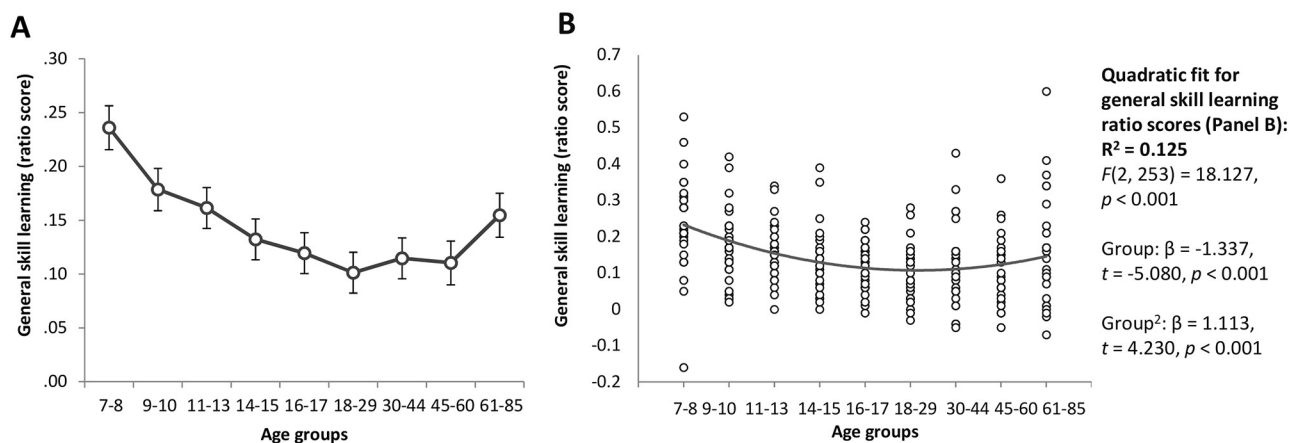 A
General skill learning (ratio score)
.30
.25
.20
.15
.10
.05
.00
7-8 9-10 11-13 14-15 16-17 18-29 30-44 45-60 61-85
Age groups
B
General skill learning (ratio score)
0.7
0.6
0.5
0.4
0.3
0.2
0.1
0
-0.1
-0.2
7-8 9-10 11-13 14-15 16-17 18-29 30-44 45-60 61-85
Age groups
Quadratic fit for
general skill learning
ratio scores (Panel B):
R² = 0.125
F(2, 253) = 18.127,
p < 0.001
Group: β = -1.337,
t = -5.080, p < 0.001
Group²: β = 1.113,
t = 4.230, p < 0.001